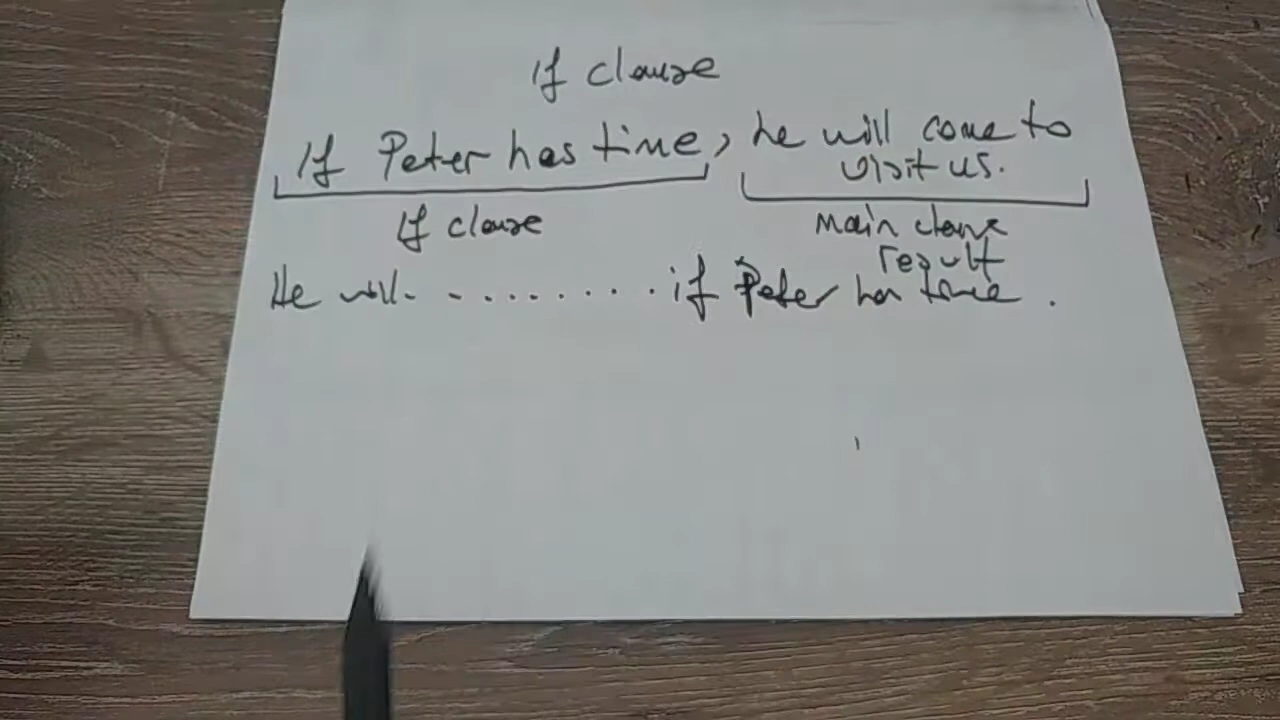 If clause
If Peter has time, he will come to
visit us.
If clause
main clause
result
He will. . . . . . . . . if Peter has time .